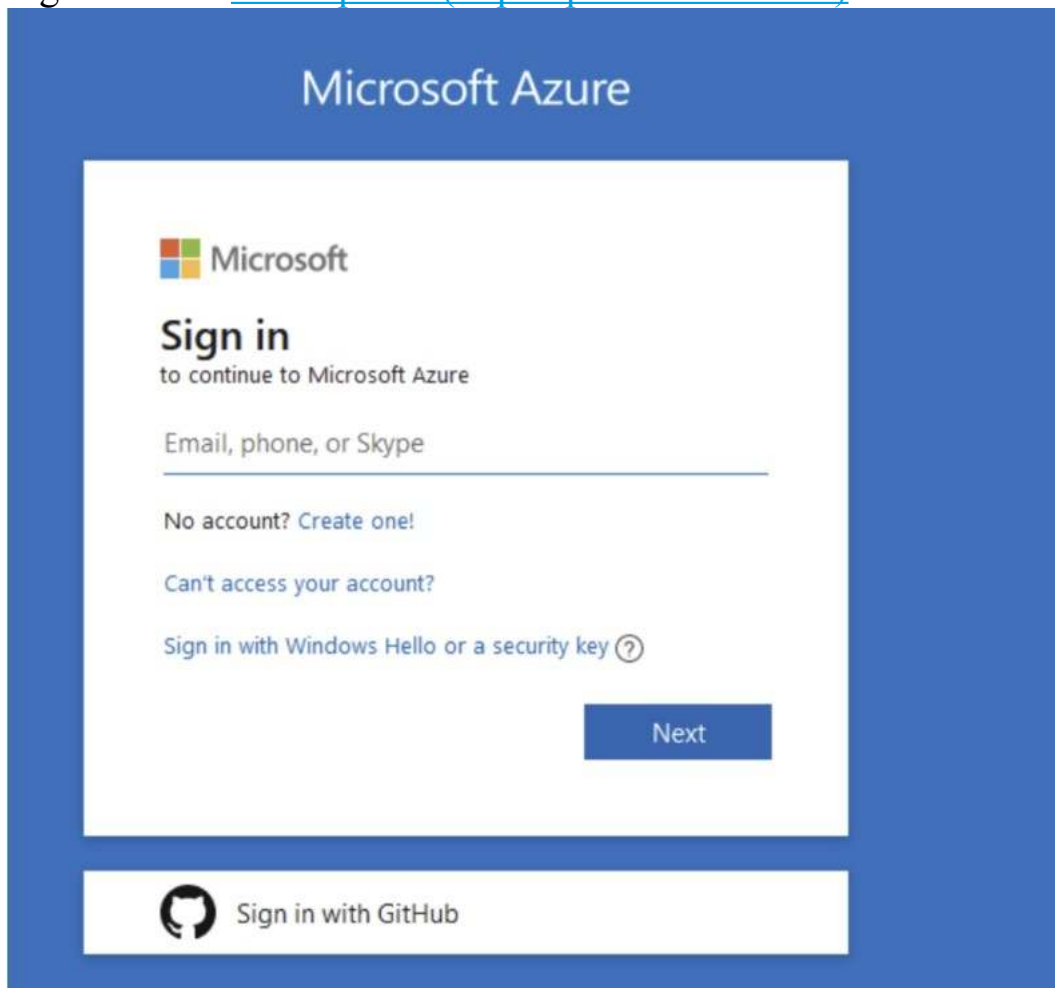 Microsoft Azure
Microsoft
Sign in
to continue to Microsoft Azure
Email, phone, or Skype
No account? Create one!
Can't access your account?
Sign in with Windows Hello or a security key ?
Next
Sign in with GitHub